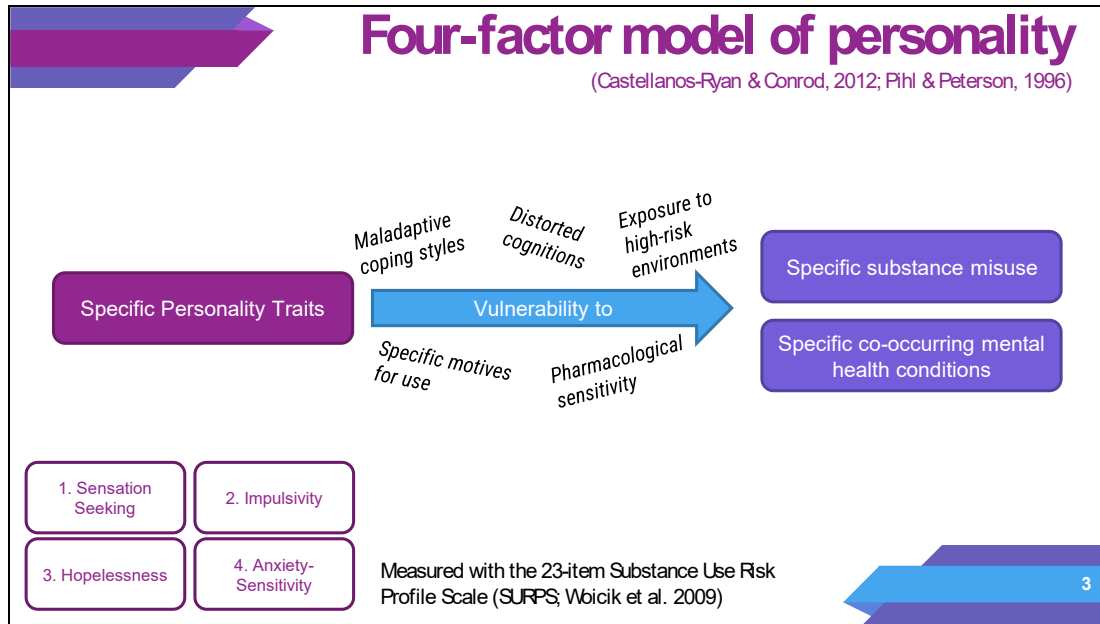 Four-factor model of personality
(Castellanos-Ryan & Conrod, 2012; Pihl & Peterson, 1996)
Maladaptive
coping styles
Distorted
cognitions
Exposure to
high-risk
environments
Specific Personality Traits
Vulnerability to
Specific substance misuse
Specific motives
for use
Pharmacological
sensitivity
Specific co-occurring mental
health conditions
1. Sensation
Seeking
2. Impulsivity
3. Hopelessness
4. Anxiety-
Sensitivity
Measured with the 23-item Substance Use Risk
Profile Scale (SURPS; Woicik et al. 2009)
3